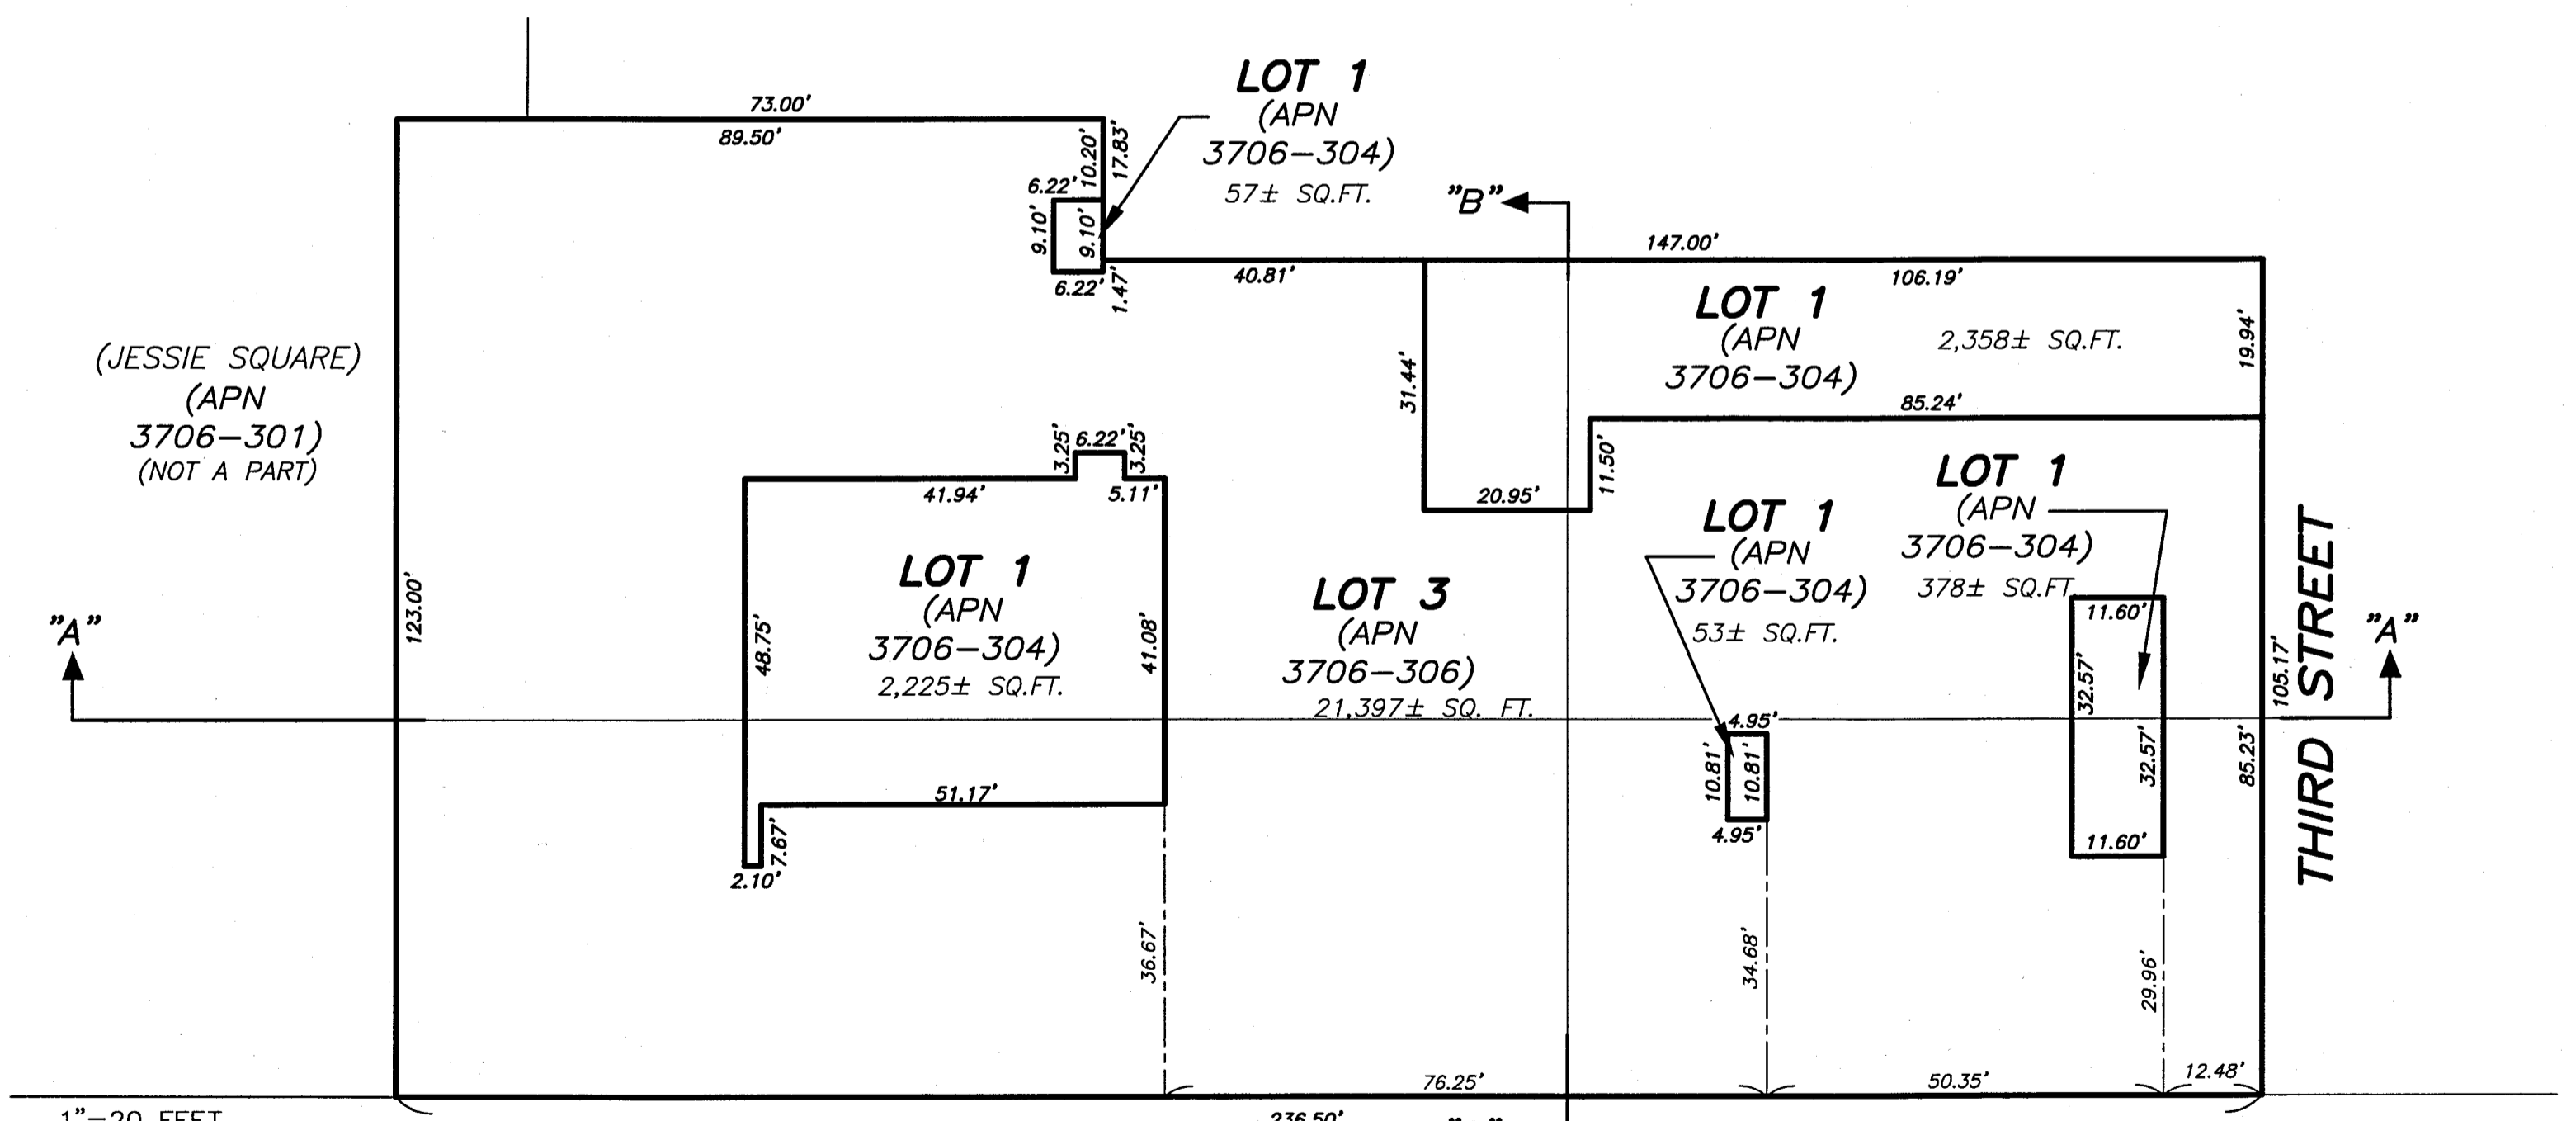 73.00'
89.50'
10.20'
17.83'
6.22'
9.10'
9.10'
6.22'
1.47'
LOT 1
(APN
3706-304)
57± SQ.FT.
"B"
147.00'
40.81'
106.19'
LOT 1
(APN
3706-304)
2,358± SQ.FT.
19.94'
31.44'
85.24'
11.50'
20.95'
(JESSIE SQUARE)
(APN
3706-301)
(NOT A PART)
123.00'
"A"
3.25'
6.22'
3.25'
41.94'
5.11'
48.75'
LOT 1
(APN
3706-304)
2,225± SQ.FT.
41.08'
51.17'
7.67'
2.10'
36.67'
LOT 3
(APN
3706-306)
21,397± SQ. FT.
LOT 1
(APN
3706-304)
53± SQ.FT.
4.95'
10.81'
10.81'
4.95'
34.68'
LOT 1
(APN
3706-304)
378± SQ.FT.
11.60'
32.57'
32.57'
11.60'
29.96'
105.17'
85.23'
THIRD STREET
"A"
76.25'
50.35'
12.48'
236.50'
1"=20 FEET